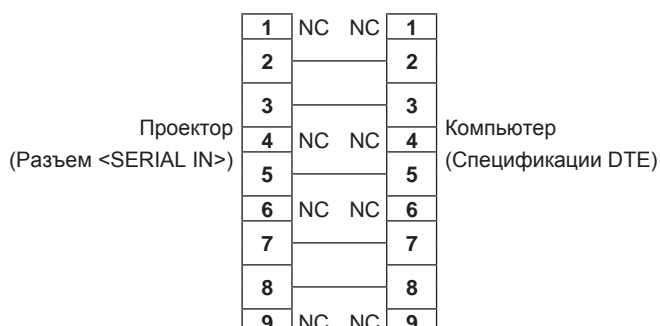 1 NC NC 1
2 2
3 3
Проектор
(Разъем <SERIAL IN>)
4 NC NC 4
Компьютер
(Спецификации DTE)
5 5
6 NC NC 6
7 7
8 8
9 NC NC 9